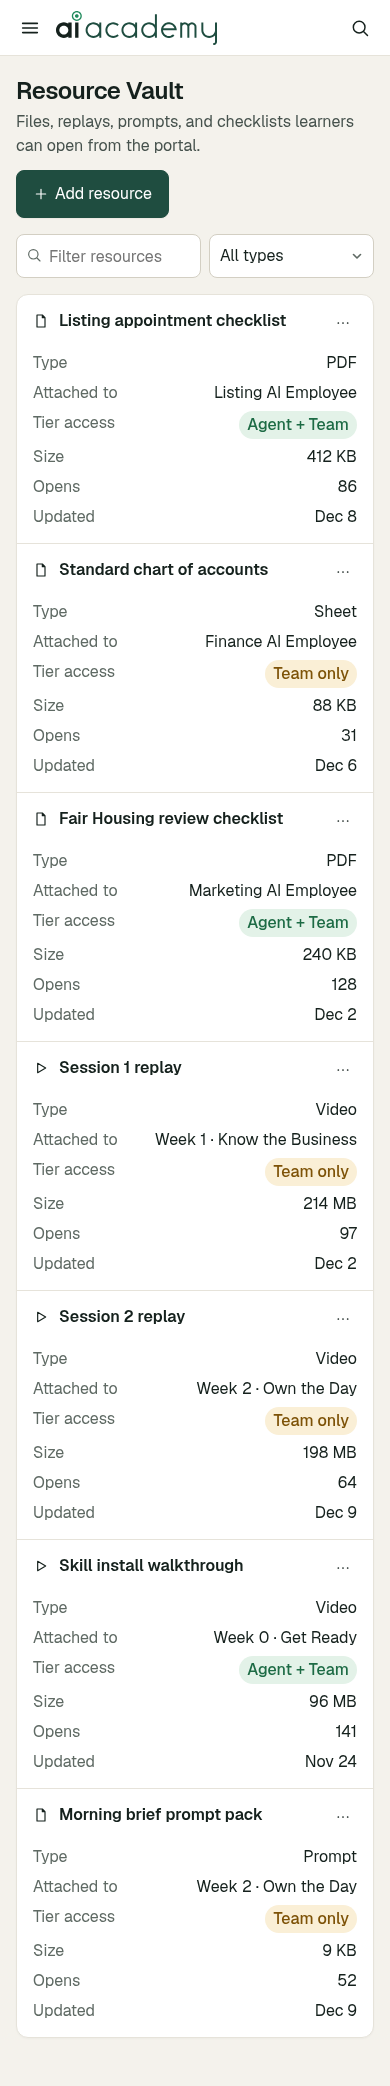 ai academy
Resource Vault
Files, replays, prompts, and checklists learners
can open from the portal.
+ Add resource
Filter resources
All types
Listing appointment checklist ...
Type PDF
Attached to Listing AI Employee
Tier access Agent + Team
Size 412 KB
Opens 86
Updated Dec 8
Standard chart of accounts ...
Type Sheet
Attached to Finance AI Employee
Tier access Team only
Size 88 KB
Opens 31
Updated Dec 6
Fair Housing review checklist ...
Type PDF
Attached to Marketing AI Employee
Tier access Agent + Team
Size 240 KB
Opens 128
Updated Dec 2
Session 1 replay ...
Type Video
Attached to Week 1 · Know the Business
Tier access Team only
Size 214 MB
Opens 97
Updated Dec 2
Session 2 replay ...
Type Video
Attached to Week 2 · Own the Day
Tier access Team only
Size 198 MB
Opens 64
Updated Dec 9
Skill install walkthrough ...
Type Video
Attached to Week 0 · Get Ready
Tier access Agent + Team
Size 96 MB
Opens 141
Updated Nov 24
Morning brief prompt pack ...
Type Prompt
Attached to Week 2 · Own the Day
Tier access Team only
Size 9 KB
Opens 52
Updated Dec 9